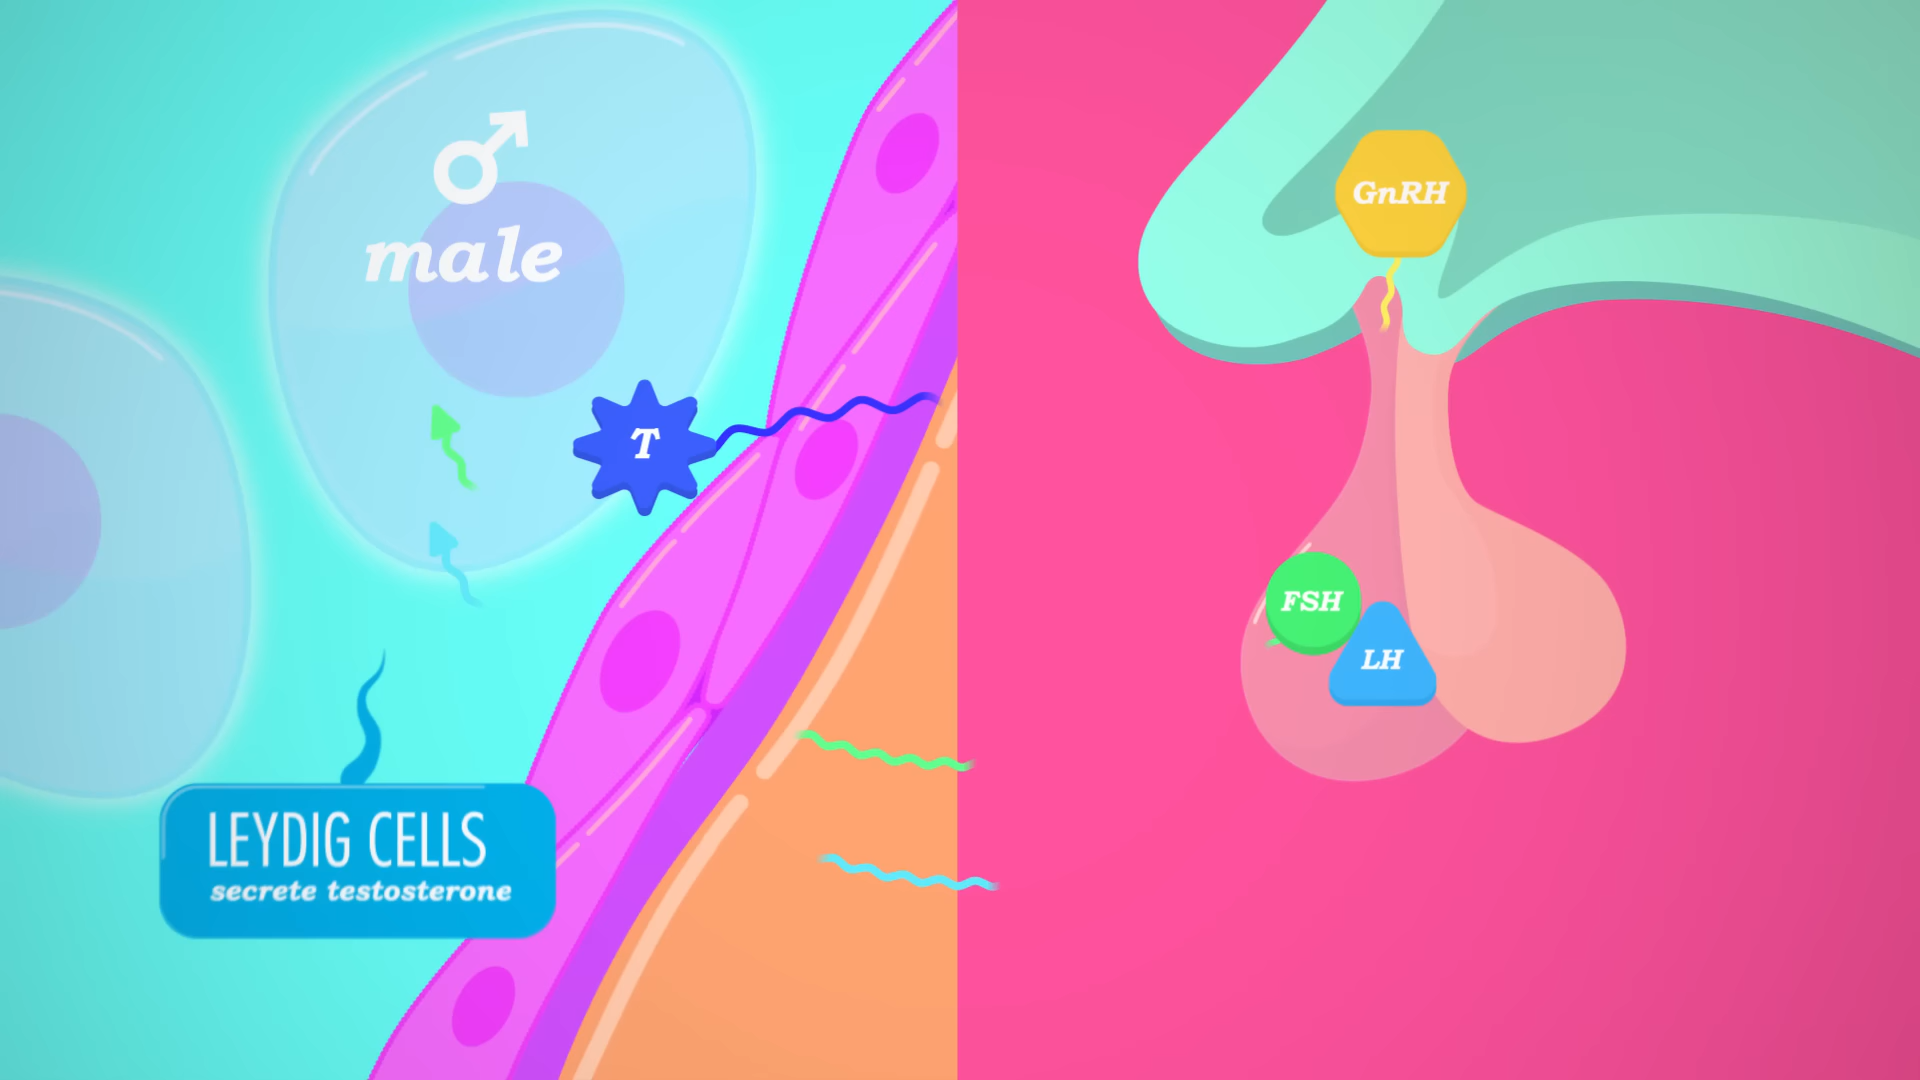 male
T
LEYDIG CELLS
secrete testosterone
GnRH
FSH
LH